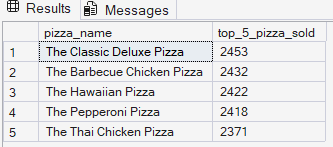 Results Messages
pizza_name top_5_pizza_sold
1 The Classic Deluxe Pizza 2453
2 The Barbecue Chicken Pizza 2432
3 The Hawaiian Pizza 2422
4 The Pepperoni Pizza 2418
5 The Thai Chicken Pizza 2371